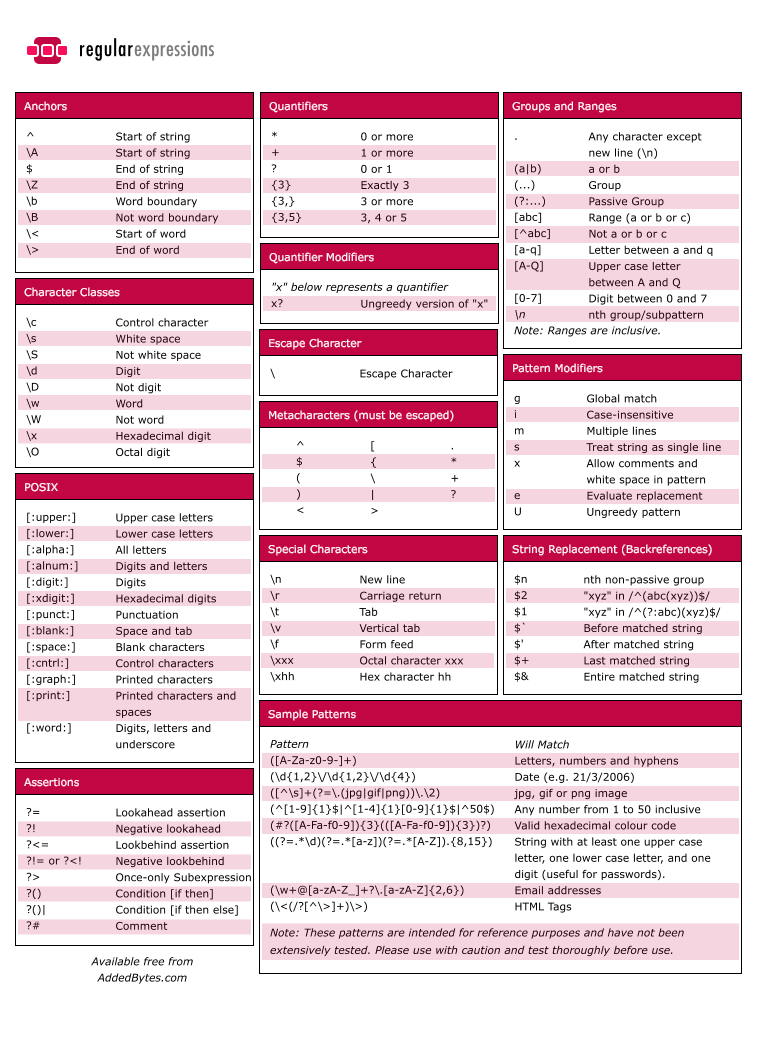 regularexpressions
Anchors
^ Start of string
\A Start of string
$ End of string
\Z End of string
\b Word boundary
\B Not word boundary
\< Start of word
\> End of word
Character Classes
\c Control character
\s White space
\S Not white space
\d Digit
\D Not digit
\w Word
\W Not word
\x Hexadecimal digit
\O Octal digit
POSIX
[:upper:] Upper case letters
[:lower:] Lower case letters
[:alpha:] All letters
[:alnum:] Digits and letters
[:digit:] Digits
[:xdigit:] Hexadecimal digits
[:punct:] Punctuation
[:blank:] Space and tab
[:space:] Blank characters
[:cntrl:] Control characters
[:graph:] Printed characters
[:print:] Printed characters and
spaces
[:word:] Digits, letters and
underscore
Assertions
?= Lookahead assertion
?! Negative lookahead
?<= Lookbehind assertion
?!= or ?<! Negative lookbehind
?> Once-only Subexpression
?() Condition [if then]
?()| Condition [if then else]
?# Comment
Available free from
AddedBytes.com
Quantifiers
* 0 or more
+ 1 or more
? 0 or 1
{3} Exactly 3
{3,} 3 or more
{3,5} 3, 4 or 5
Quantifier Modifiers
"x" below represents a quantifier
x? Ungreedy version of "x"
Escape Character
\ Escape Character
Metacharacters (must be escaped)
^ [ .
$ { *
( \ +
) | ?
< >
Special Characters
\n New line
\r Carriage return
\t Tab
\v Vertical tab
\f Form feed
\xxx Octal character xxx
\xhh Hex character hh
Groups and Ranges
. Any character except
new line (\n)
(a|b) a or b
(...) Group
(?:...) Passive Group
[abc] Range (a or b or c)
[^abc] Not a or b or c
[a-q] Letter between a and q
[A-Q] Upper case letter
between A and Q
[0-7] Digit between 0 and 7
\n nth group/subpattern
Note: Ranges are inclusive.
Pattern Modifiers
g Global match
i Case-insensitive
m Multiple lines
s Treat string as single line
x Allow comments and
white space in pattern
e Evaluate replacement
U Ungreedy pattern
String Replacement (Backreferences)
$n nth non-passive group
$2 "xyz" in /^(abc(xyz))$/
$1 "xyz" in /^(?:abc)(xyz)$/
$` Before matched string
$' After matched string
$+ Last matched string
$& Entire matched string
Sample Patterns
Pattern Will Match
([A-Za-z0-9-]+) Letters, numbers and hyphens
(\d{1,2}\/\d{1,2}\/\d{4}) Date (e.g. 21/3/2006)
([^\s]+(?=\.(jpg|gif|png))\.\2) jpg, gif or png image
(^[1-9]{1}$|^[1-4]{1}[0-9]{1}$|^50$) Any number from 1 to 50 inclusive
(#?([A-Fa-f0-9]){3}(([A-Fa-f0-9]){3})?) Valid hexadecimal colour code
((?=.*\d)(?=.*[a-z])(?=.*[A-Z]).{8,15}) String with at least one upper case
letter, one lower case letter, and one
digit (useful for passwords).
(\w+@[a-zA-Z_]+?\.[a-zA-Z]{2,6}) Email addresses
(\<(/?[^\>]+)\>) HTML Tags
Note: These patterns are intended for reference purposes and have not been
extensively tested. Please use with caution and test thoroughly before use.